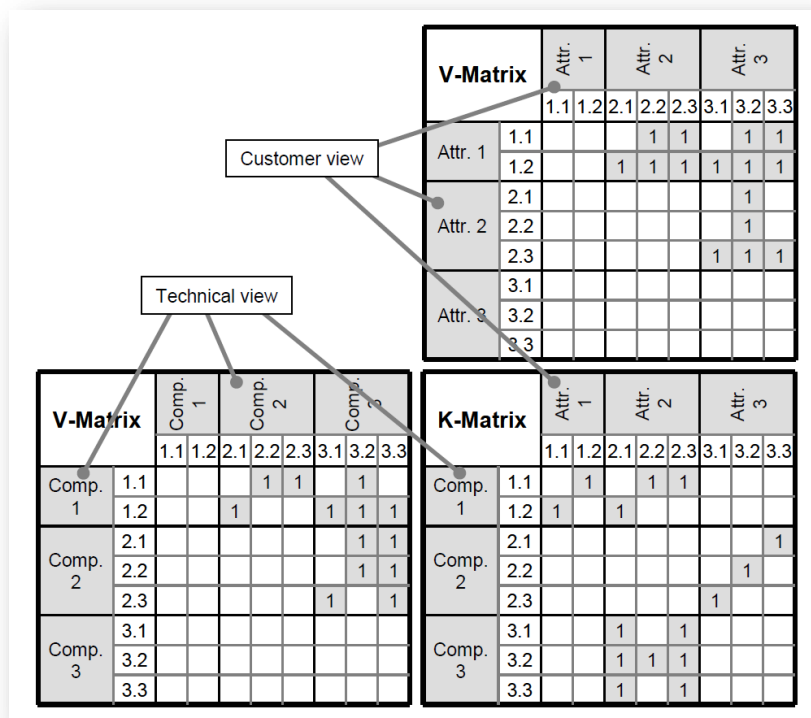 V-Matrix Attr. 1 Attr. 2 Attr. 3
1.1 1.2 2.1 2.2 2.3 3.1 3.2 3.3
Attr. 1 1.1 1 1 1 1
1.2 1 1 1 1 1 1
Customer view
Attr. 2 2.1 1
2.2 1
2.3 1 1 1
Attr. 3 3.1
3.2
3.3
Technical view
V-Matrix Comp. 1 Comp. 2 Comp. 3
1.1 1.2 2.1 2.2 2.3 3.1 3.2 3.3
Comp. 1 1.1 1 1 1
1.2 1 1 1 1
Comp. 2 2.1 1 1
2.2 1 1
2.3 1 1
Comp. 3 3.1
3.2
3.3
K-Matrix Attr. 1 Attr. 2 Attr. 3
1.1 1.2 2.1 2.2 2.3 3.1 3.2 3.3
Comp. 1 1.1 1 1 1
1.2 1 1
Comp. 2 2.1 1
2.2 1
2.3 1
Comp. 3 3.1 1 1
3.2 1 1 1
3.3 1 1